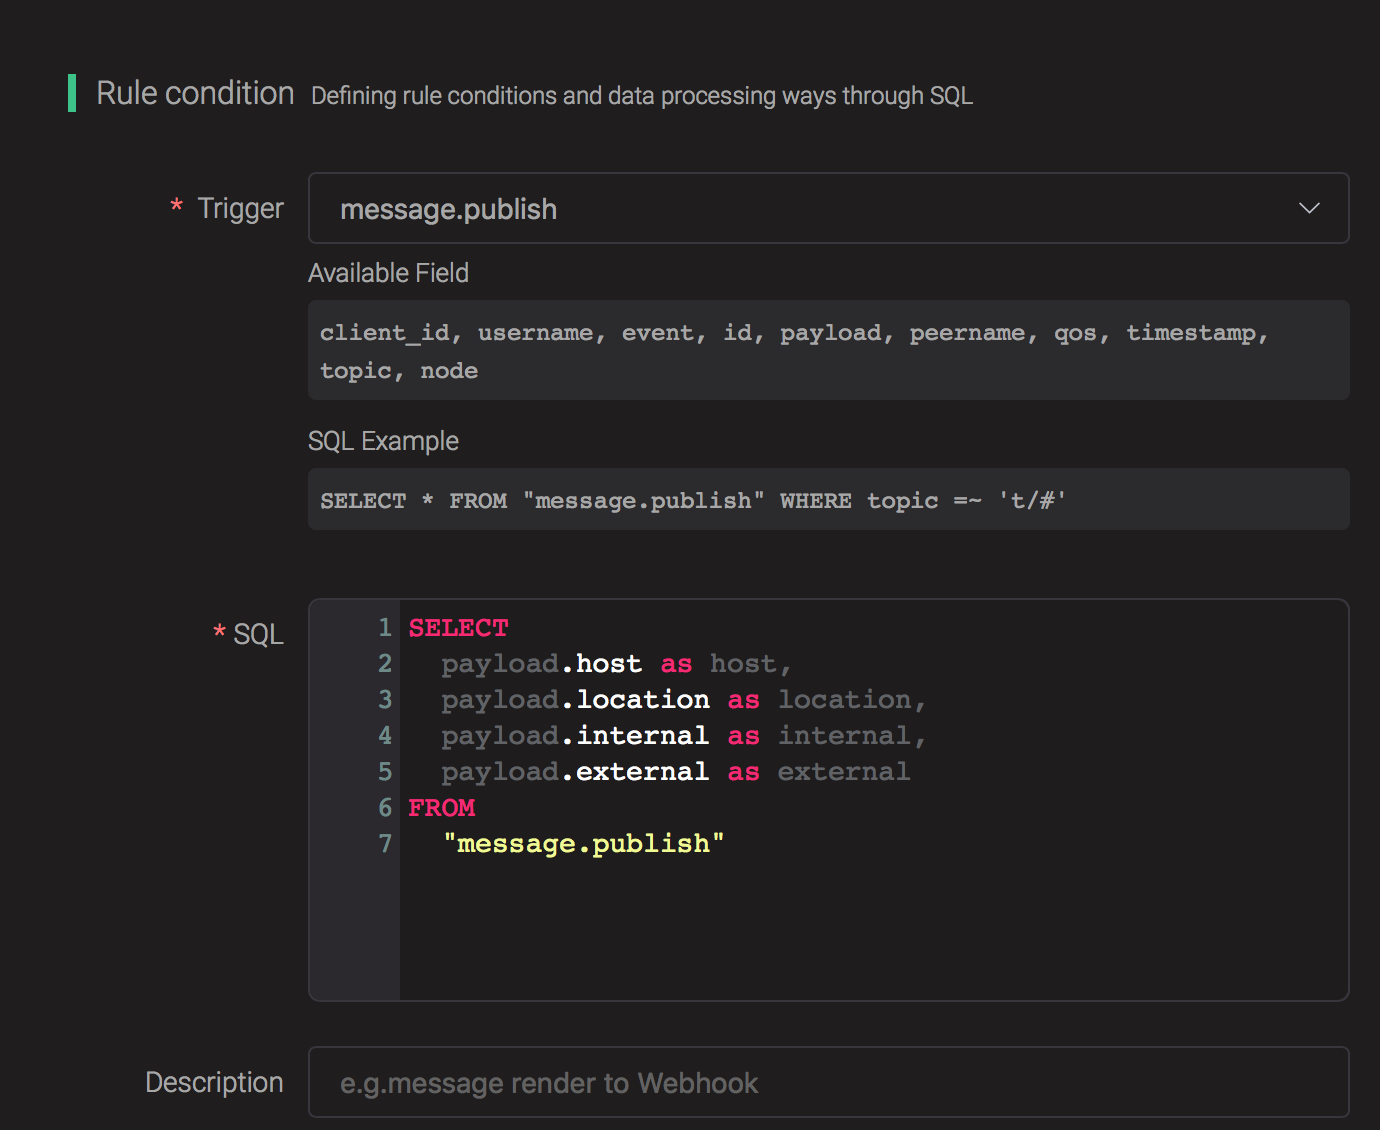 Rule condition Defining rule conditions and data processing ways through SQL
* Trigger message.publish
Available Field
client_id, username, event, id, payload, peername, qos, timestamp,
topic, node
SQL Example
SELECT * FROM "message.publish" WHERE topic =~ 't/#'
* SQL
1 SELECT
2 payload.host as host,
3 payload.location as location,
4 payload.internal as internal,
5 payload.external as external
6 FROM
7 "message.publish"
Description e.g.message render to Webhook